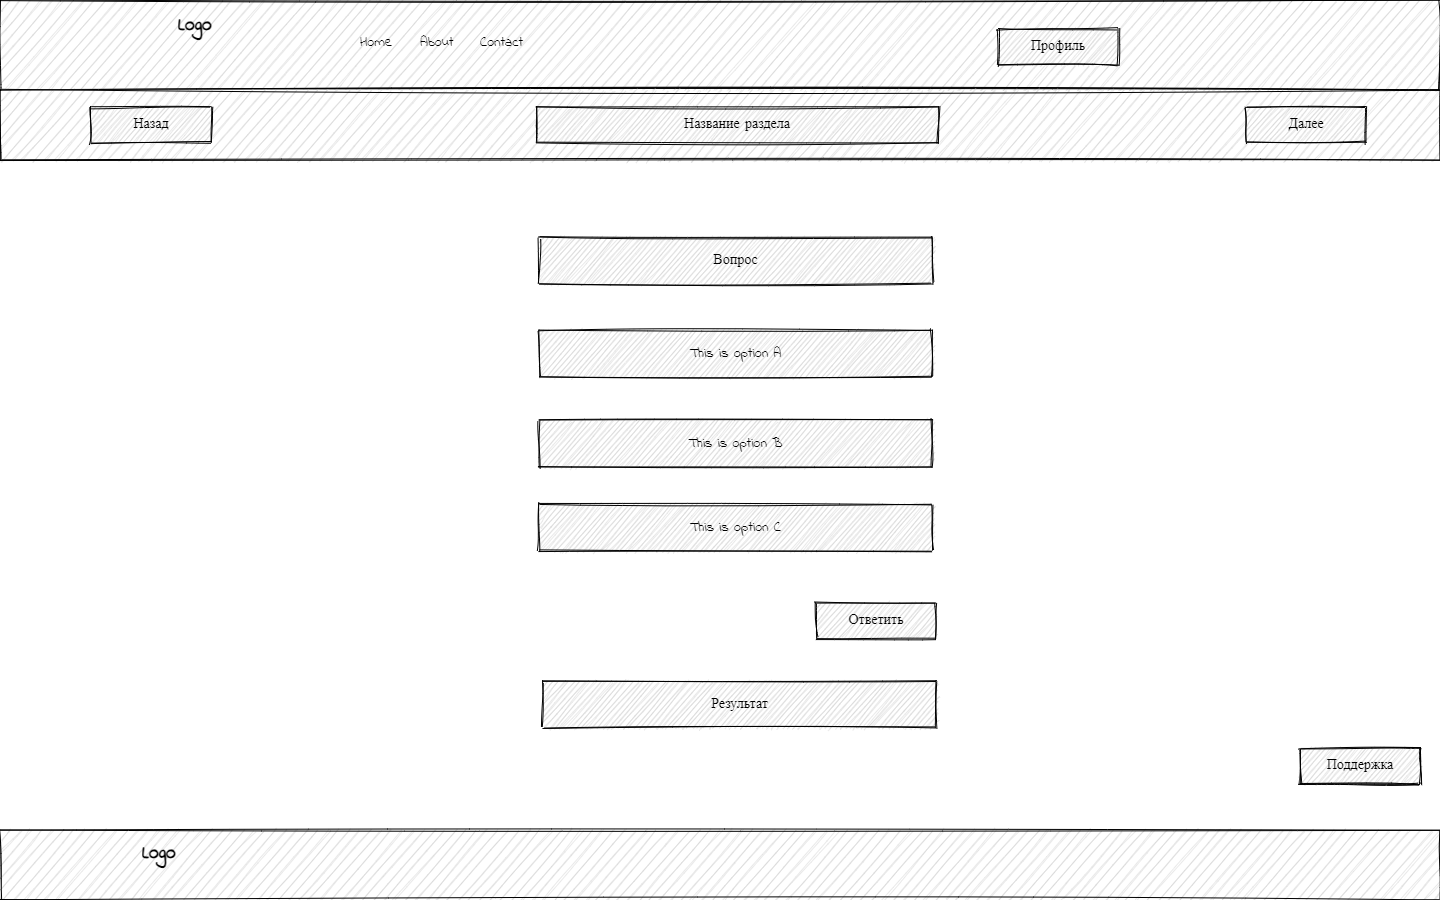 Logo
Home About Contact
Профиль
Назад
Название раздела
Далее
Вопрос
This is option A
This is option B
This is option C
Ответить
Результат
Поддержка
Logo